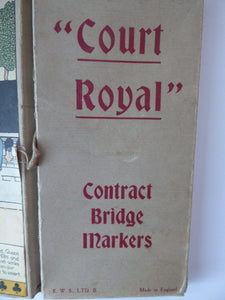 "Court
Royal"
Contract
Bridge
Markers
K. W. S., LTD. B. Made in England